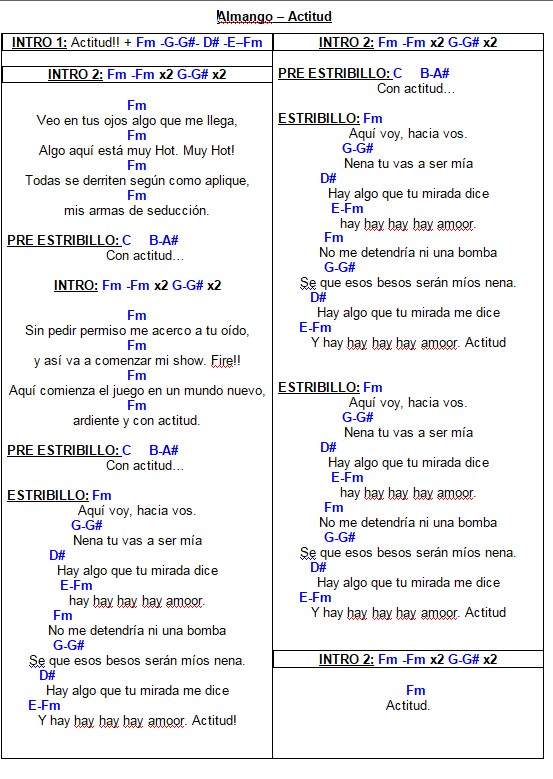 Almango – Actitud
INTRO 1: Actitud!! + Fm -G-G#- D# -E–Fm
INTRO 2: Fm -Fm x2 G-G# x2
Fm
Veo en tus ojos algo que me llega,
Fm
Algo aquí está muy Hot. Muy Hot!
Fm
Todas se derriten según como aplique,
Fm
mis armas de seducción.
PRE ESTRIBILLO: C B-A#
Con actitud…
INTRO: Fm -Fm x2 G-G# x2
Fm
Sin pedir permiso me acerco a tu oído,
Fm
y así va a comenzar mi show. Fire!!
Fm
Aquí comienza el juego en un mundo nuevo,
Fm
ardiente y con actitud.
PRE ESTRIBILLO: C B-A#
Con actitud…
ESTRIBILLO: Fm
Aquí voy, hacia vos.
G-G#
Nena tu vas a ser mía
D#
Hay algo que tu mirada dice
E-Fm
hay hay hay hay amoor.
Fm
No me detendría ni una bomba
G-G#
Se que esos besos serán míos nena.
D#
Hay algo que tu mirada me dice
E-Fm
Y hay hay hay hay amoor. Actitud!
INTRO 2: Fm -Fm x2 G-G# x2
PRE ESTRIBILLO: C B-A#
Con actitud…
ESTRIBILLO: Fm
Aquí voy, hacia vos.
G-G#
Nena tu vas a ser mía
D#
Hay algo que tu mirada dice
E-Fm
hay hay hay hay amoor.
Fm
No me detendría ni una bomba
G-G#
Se que esos besos serán míos nena.
D#
Hay algo que tu mirada me dice
E-Fm
Y hay hay hay hay amoor. Actitud
ESTRIBILLO: Fm
Aquí voy, hacia vos.
G-G#
Nena tu vas a ser mía
D#
Hay algo que tu mirada dice
E-Fm
hay hay hay hay amoor.
Fm
No me detendría ni una bomba
G-G#
Se que esos besos serán míos nena.
D#
Hay algo que tu mirada me dice
E-Fm
Y hay hay hay hay amoor. Actitud
INTRO 2: Fm -Fm x2 G-G# x2
Fm
Actitud.